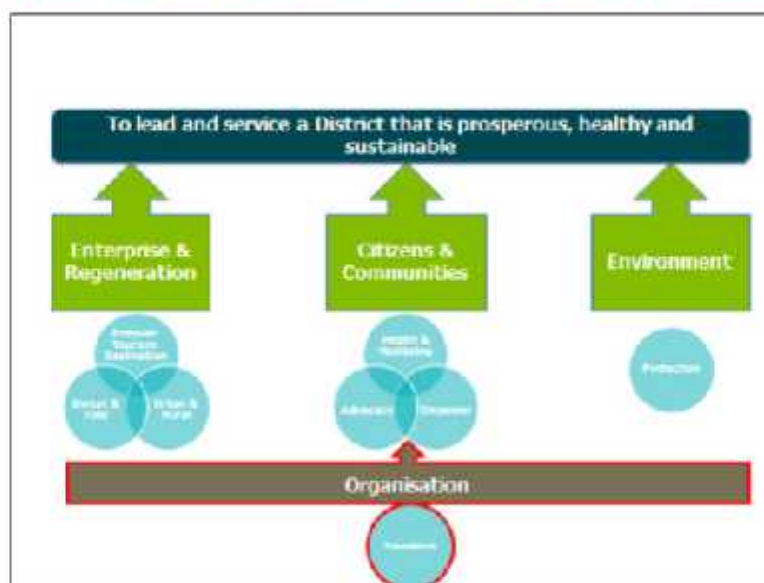 To lead and service a District that is prosperous, healthy and
sustainable
Enterprise &
Regeneration
Citizens &
Communities
Environment
Premier
Tourism
Destination
Urban &
Rural
Health &
Wellbeing
Advocacy
Empower
Protection
Organisation